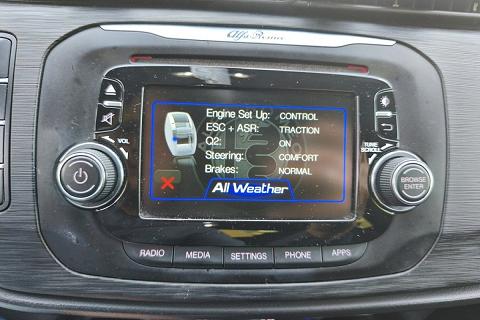 Alfa Romeo
Engine Set Up: CONTROL
ESC + ASR: TRACTION
Q2: ON
Steering: COMFORT
Brakes: NORMAL
All Weather
VOL
TUNE
SCROLL
BROWSE
ENTER
RADIO
MEDIA
SETTINGS
PHONE
APPS